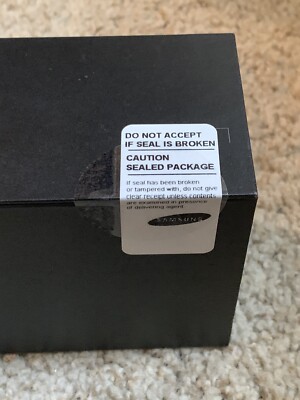 DO NOT ACCEPT
IF SEAL IS BROKEN
CAUTION
SEALED PACKAGE
If seal has been broken
or tampered with, do not give
clear receipt unless contents
are examined in presence
of delivering agent.
SAMSUNG